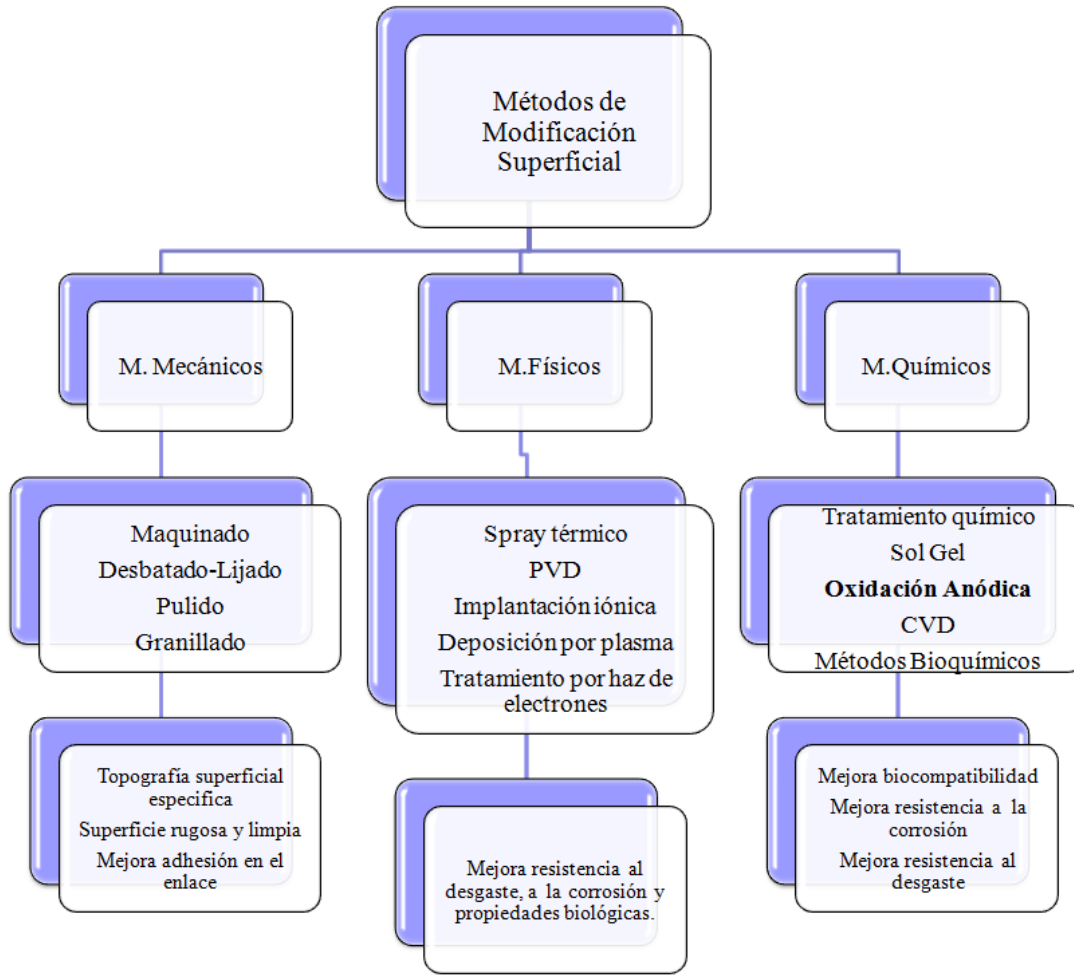 Métodos de
Modificación
Superficial
M. Mecánicos
M.Físicos
M.Químicos
Maquinado
Desbatado-Lijado
Pulido
Granillado
Spray térmico
PVD
Implantación iónica
Deposición por plasma
Tratamiento por haz de
electrones
Tratamiento químico
Sol Gel
Oxidación Anódica
CVD
Métodos Bioquímicos
Topografía superficial
especifica
Superficie rugosa y limpia
Mejora adhesión en el
enlace
Mejora resistencia al
desgaste, a la corrosión y
propiedades biológicas.
Mejora biocompatibilidad
Mejora resistencia a la
corrosión
Mejora resistencia al
desgaste